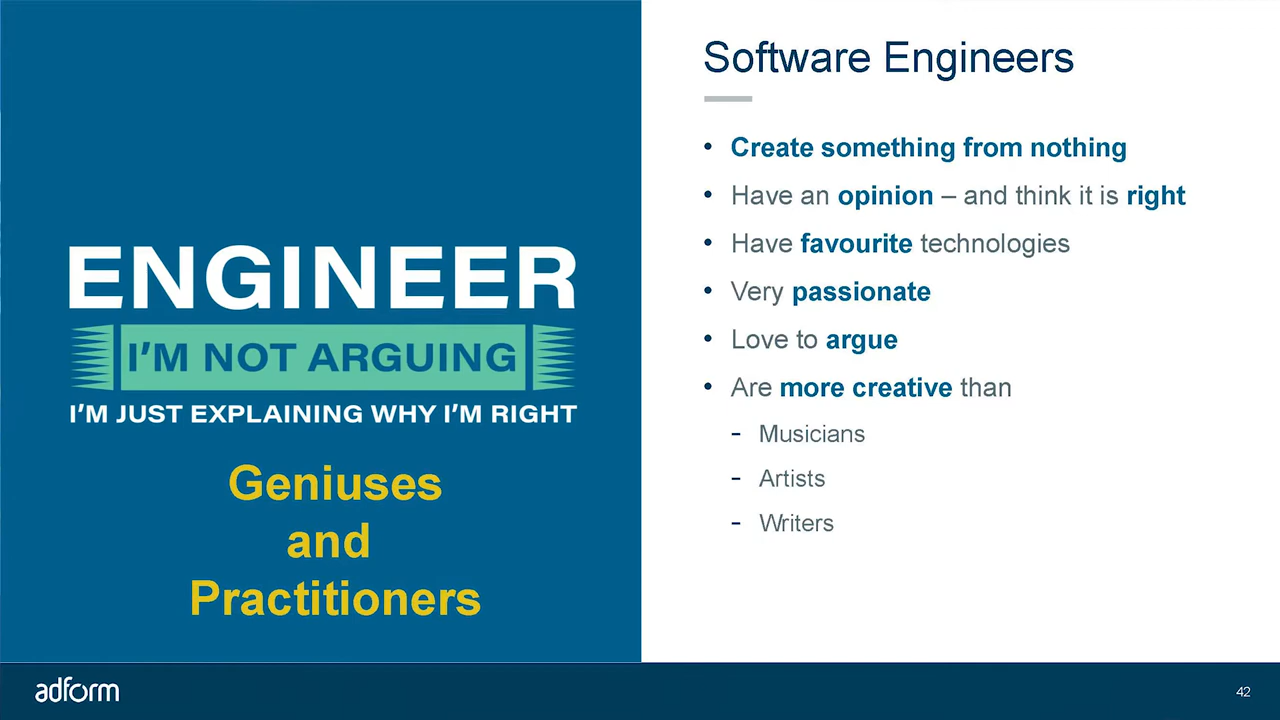 ENGINEER
I'M NOT ARGUING
I'M JUST EXPLAINING WHY I'M RIGHT
Geniuses
and
Practitioners
Software Engineers
• Create something from nothing
• Have an opinion – and think it is right
• Have favourite technologies
• Very passionate
• Love to argue
• Are more creative than
- Musicians
- Artists
- Writers
adform
42